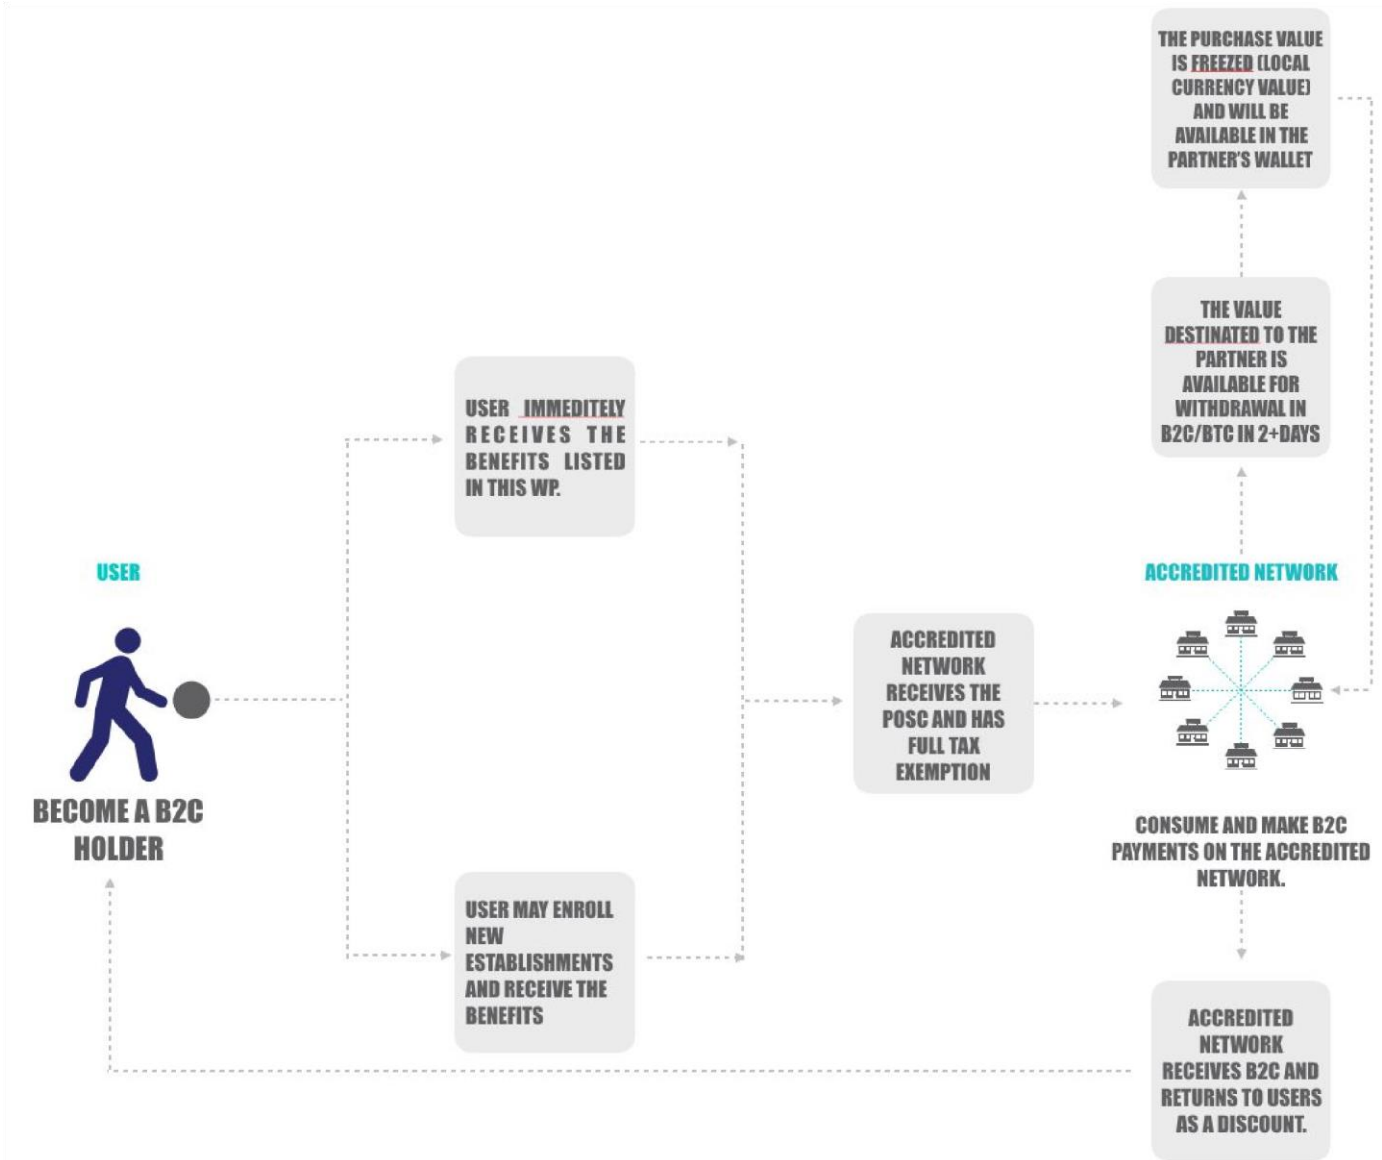 USER
BECOME A B2C
HOLDER
USER IMMEDITELY
RECEIVES THE
BENEFITS LISTED
IN THIS WP.
USER MAY ENROLL
NEW
ESTABLISHMENTS
AND RECEIVE THE
BENEFITS
ACCREDITED
NETWORK
RECEIVES THE
POSC AND HAS
FULL TAX
EXEMPTION
THE PURCHASE VALUE
IS FREEZED (LOCAL
CURRENCY VALUE)
AND WILL BE
AVAILABLE IN THE
PARTNER'S WALLET
THE VALUE
DESTINATED TO THE
PARTNER IS
AVAILABLE FOR
WITHDRAWAL IN
B2C/BTC IN 2+DAYS
ACCREDITED NETWORK
CONSUME AND MAKE B2C
PAYMENTS ON THE ACCREDITED
NETWORK.
ACCREDITED
NETWORK
RECEIVES B2C AND
RETURNS TO USERS
AS A DISCOUNT.